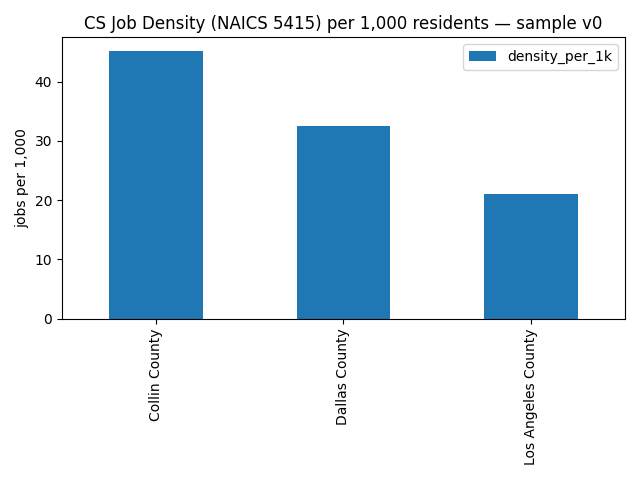 CS Job Density (NAICS 5415) per 1,000 residents — sample v0
density_per_1k
jobs per 1,000
40
30
20
10
0
Collin County
Dallas County
Los Angeles County